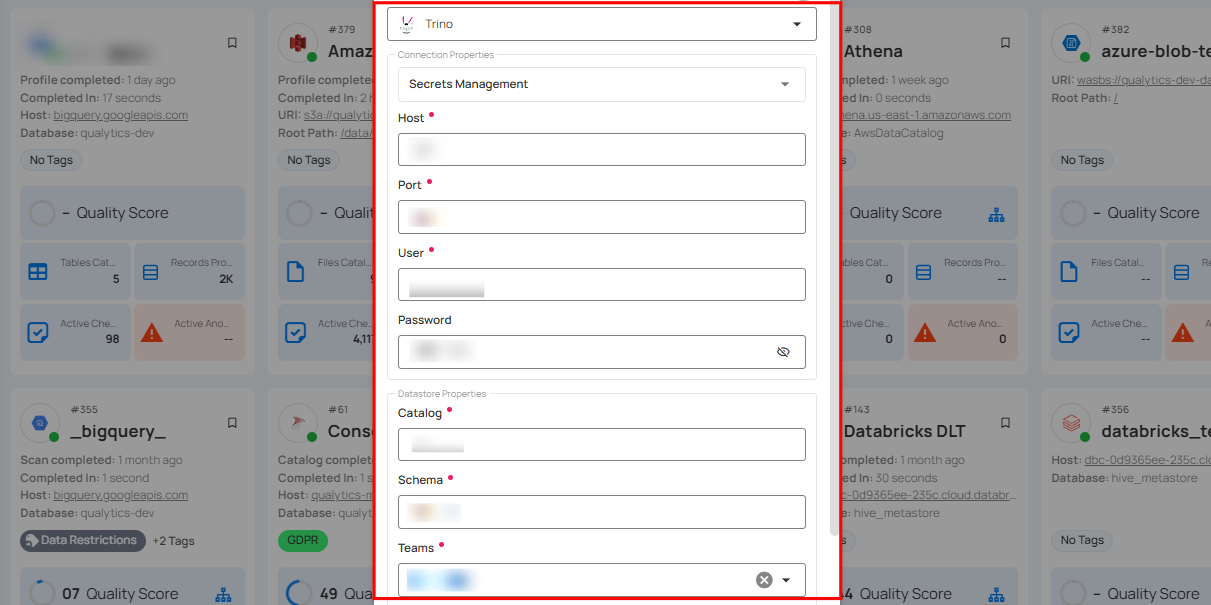 Trino
Connection Properties
Secrets Management
Host
Port
User
Password
Datastore Properties
Catalog
Schema
Teams
Profile completed: 1 day ago
Completed In: 17 seconds
Host: bigquery.googleapis.com
Database: qualytics-dev
No Tags
– Quality Score
Tables Cat...
5
Records Pro...
2K
Active Che...
98
Active Ano...
--
#379
Amaz
Profile complete
Completed In: 2
URI: s3a://qualyti
Root Path: /data/
No Tags
– Quali
Files Catal...
Active Che
4,117
#308
Athena
mpleted: 1 week ago
ed In: 0 seconds
hena.us-east-1.amazonaws.com
e: AwsDataCatalog
s
Quality Score
bles Cat...
0
Records Pro...
--
tive Che...
0
Active Ano...
0
#382
azure-blob-te
URI: wasbs://qualytics-dev-da
Root Path: /
No Tags
– Quality Score
Files Catal...
--
Re
Active Che...
--
A
#355
_bigquery_
Scan completed: 1 month ago
Completed In: 1 second
Host: bigquery.googleapis.com
Database: qualytics-dev
Data Restrictions
+2 Tags
07 Quality Score
#61
Cons
Catalog complet
Completed In: 1 s
Host: qualytics-m
Database: qualyt
GDPR
49 Qua
#143
Databricks DLT
mpleted: 1 month ago
ed In: 30 seconds
c-0d9365ee-235c.cloud.databr...
e: hive_metastore
s
4 Quality Score
#356
databricks_te
Host: dbc-0d9365ee-235c.clo
Database: hive_metastore
No Tags
– Quality Score